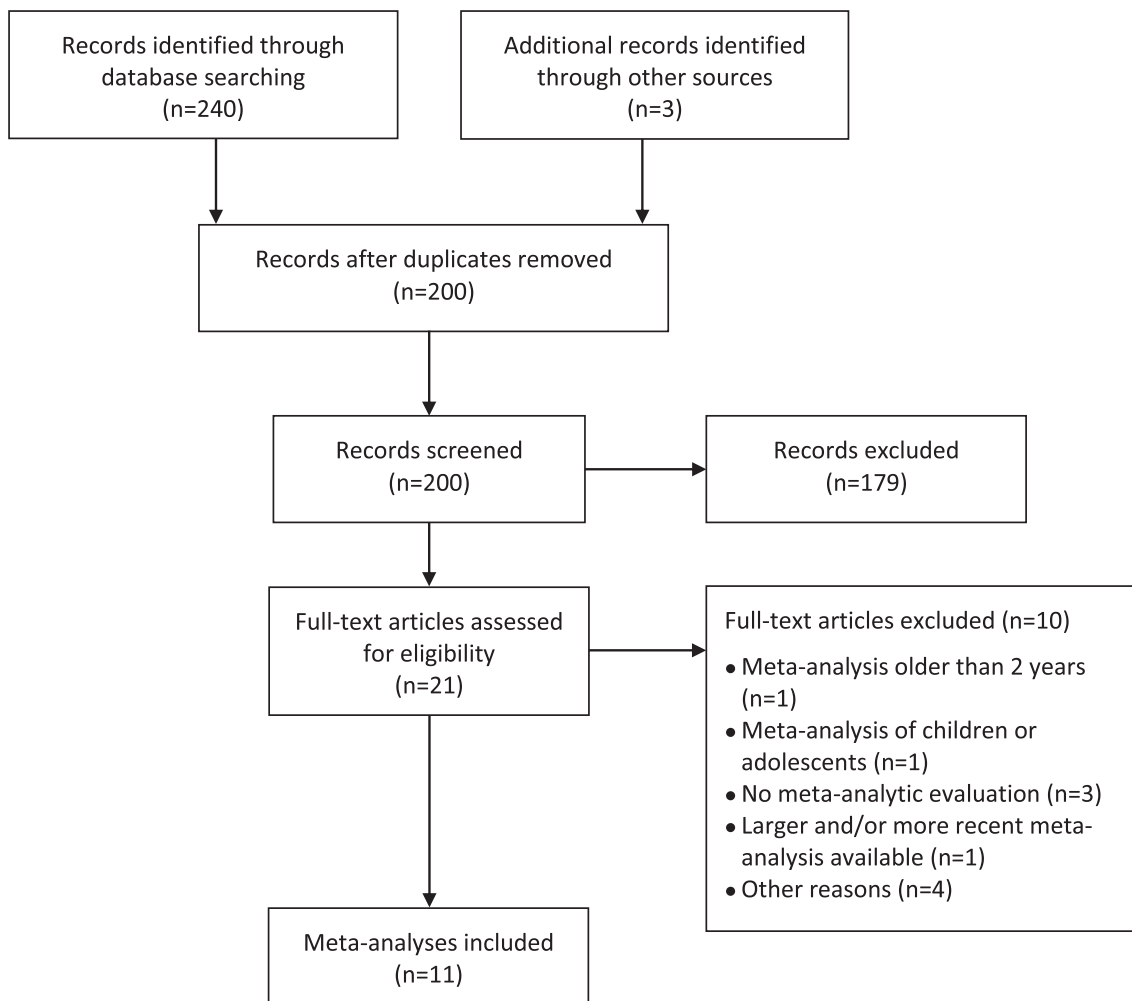 Records identified through
database searching
(n=240)
Additional records identified
through other sources
(n=3)
Records after duplicates removed
(n=200)
Records screened
(n=200)
Records excluded
(n=179)
Full-text articles assessed
for eligibility
(n=21)
Full-text articles excluded (n=10)
• Meta-analysis older than 2 years
(n=1)
• Meta-analysis of children or
adolescents (n=1)
• No meta-analytic evaluation (n=3)
• Larger and/or more recent meta-
analysis available (n=1)
• Other reasons (n=4)
Meta-analyses included
(n=11)